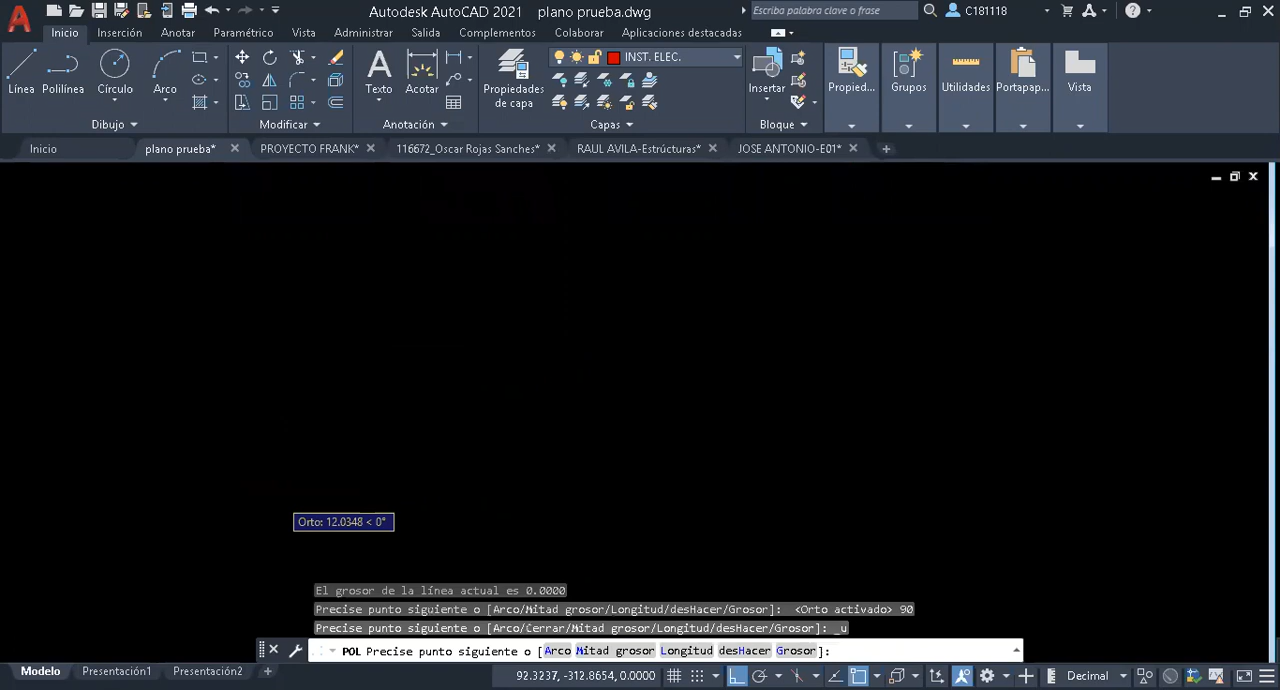 Autodesk AutoCAD 2021 plano prueba.dwg
Escriba palabra clave o frase
C181118
Inicio Inserción Anotar Paramétrico Vista Administrar Salida Complementos Colaborar Aplicaciones destacadas
INST. ELEC.
Línea Polilínea Círculo Arco
Texto Acotar
Propiedades de capa
Insertar
Propied... Grupos Utilidades Portapap... Vista
Dibujo Modificar Anotación Capas Bloque
Inicio plano prueba* PROYECTO FRANK* 116672_Oscar Rojas Sanches* RAUL AVILA-Estrúcturas* JOSE ANTONIO-E01*
Orto: 12.0348 < 0°
El grosor de la línea actual es 0.0000
Precise punto siguiente o [Arco/Mitad grosor/Longitud/desHacer/Grosor]: <Orto activado> 90
Precise punto siguiente o [Arco/Cerrar/Mitad grosor/Longitud/desHacer/Grosor]: _u
POL Precise punto siguiente o [Arco Mitad grosor Longitud desHacer Grosor]:
Modelo Presentación1 Presentación2
92.3237, -312.8654, 0.0000
Decimal